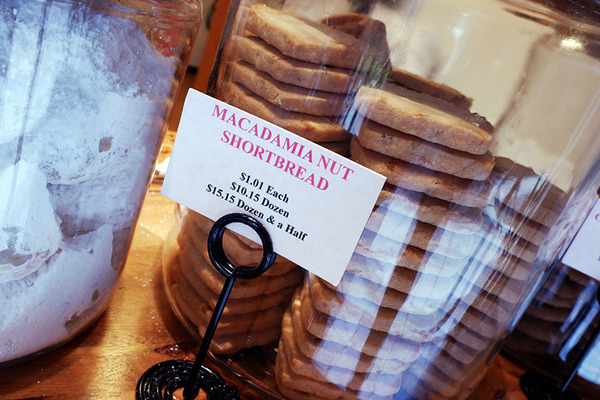 MACADAMIA NUT
SHORTBREAD
$1.01 Each
$10.15 Dozen
$15.15 Dozen & a Half